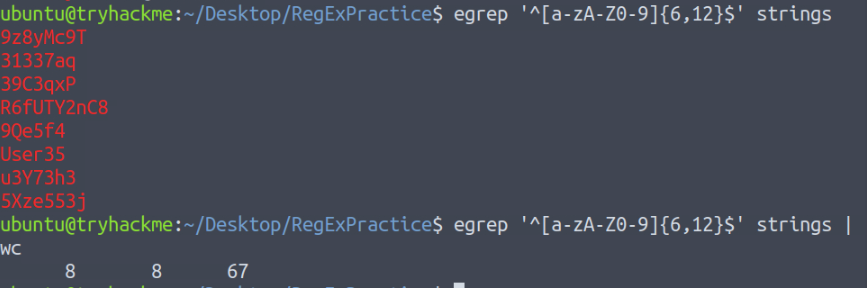 ubuntu@tryhackme:~/Desktop/RegExPractice$ egrep '^[a-zA-Z0-9]{6,12}$' strings
9z8yMc9T
31337aq
39C3qxP
R6fUTY2nC8
9Qe5f4
User35
u3Y73h3
5Xze553j
ubuntu@tryhackme:~/Desktop/RegExPractice$ egrep '^[a-zA-Z0-9]{6,12}$' strings |
wc
      8       8      67